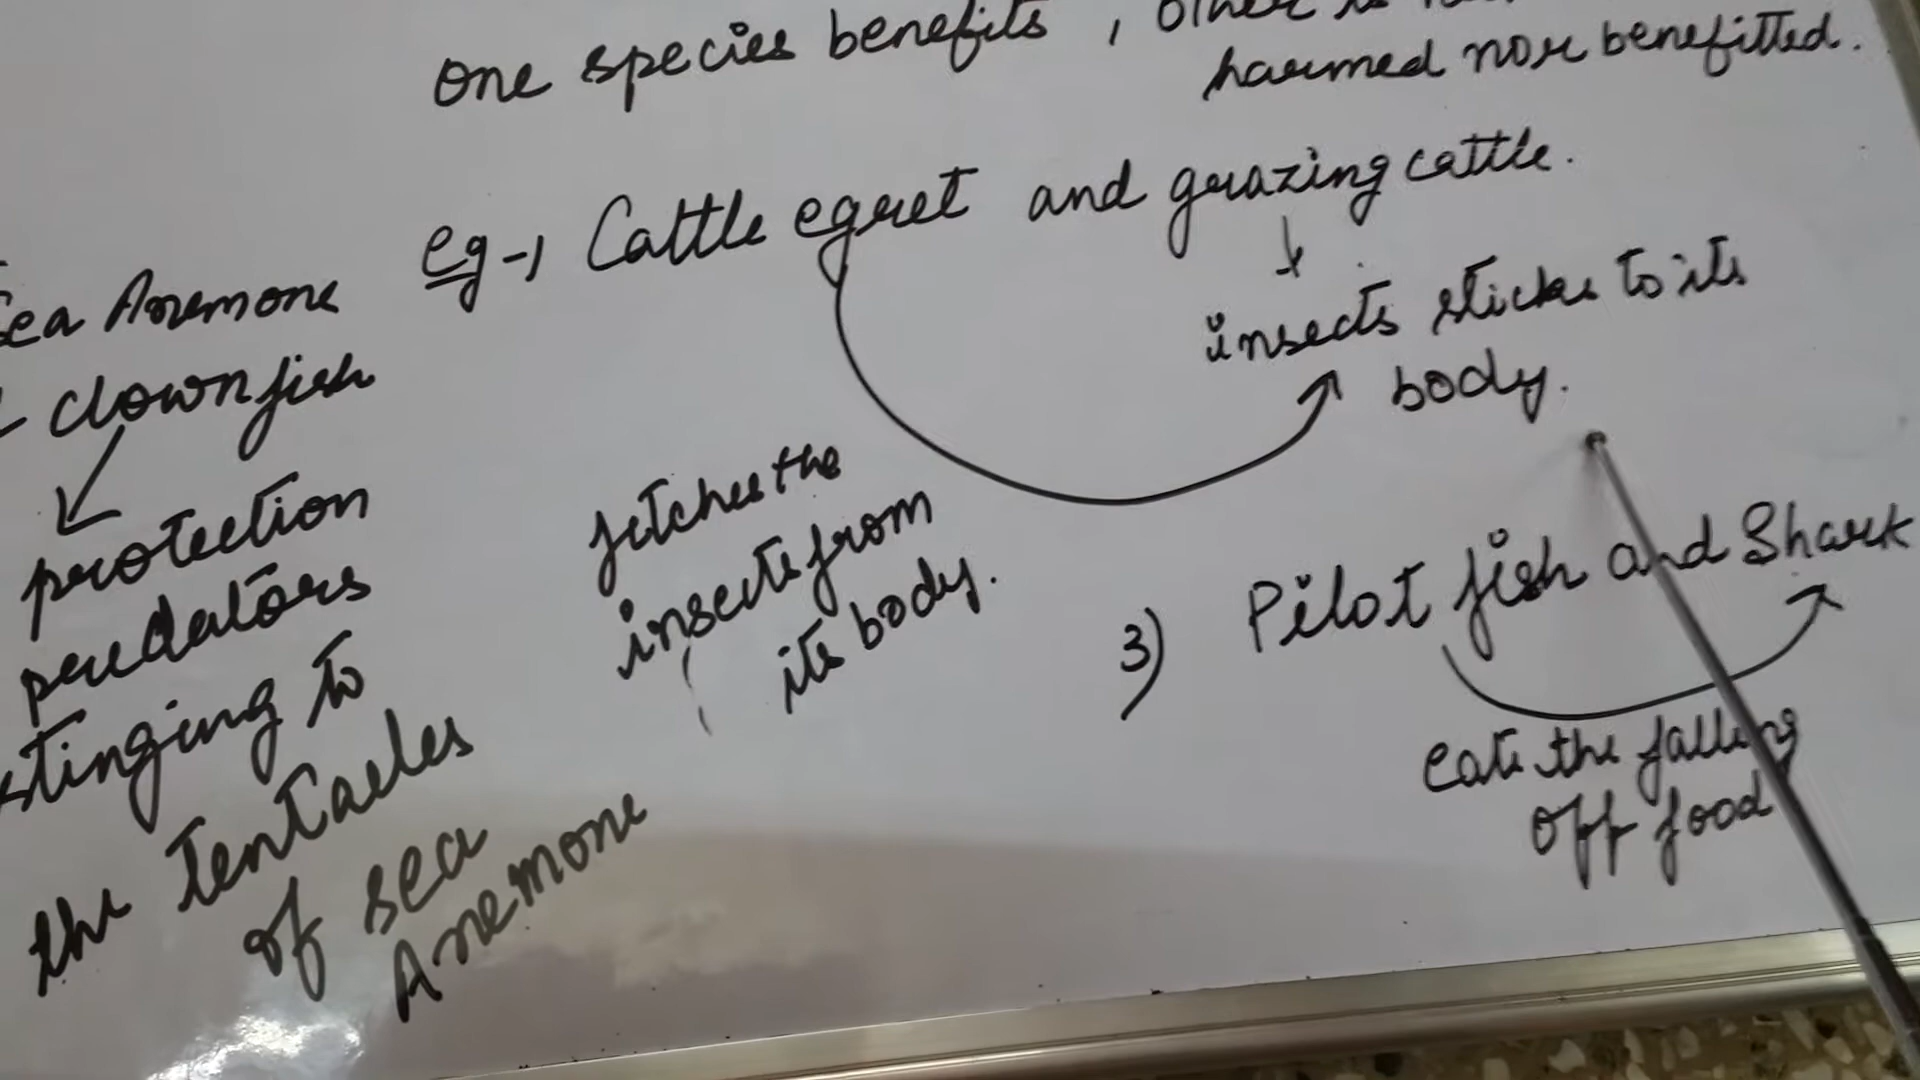 one species benefits, other is
harmed nor benefitted.
eg-1 Cattle egret and grazing cattle.
insects sticks to its
body.
fetches the
insects from
its body.
Sea Anemone
clownfish
protection
predators
stinging to
the tentacles
of sea
Anemone
3) Pilot fish and Shark
eats the falling
off food